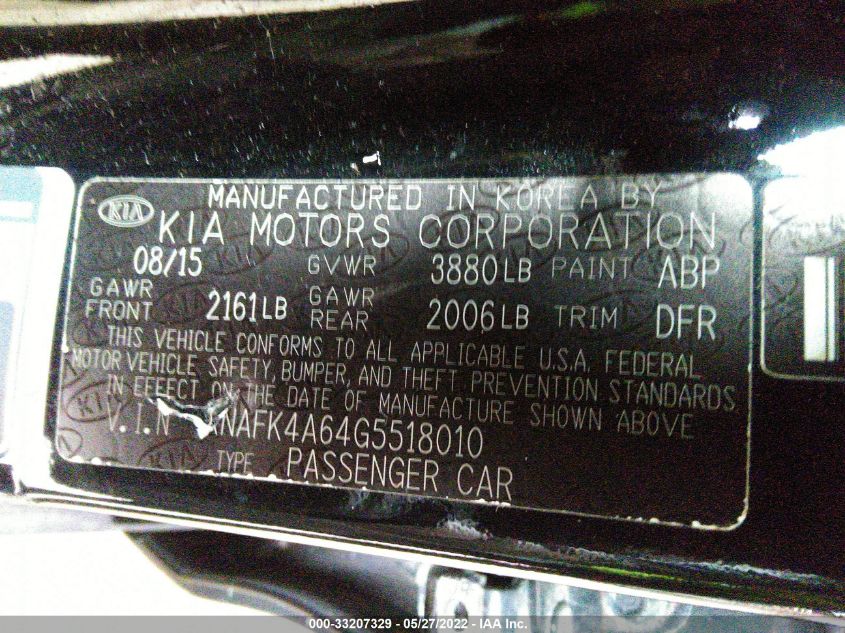 MANUFACTURED IN KOREA BY
KIA KIA MOTORS CORPORATION
08/15 GVWR 3880LB PAINT ABP
GAWR FRONT 2161LB GAWR REAR 2006LB TRIM DFR
THIS VEHICLE CONFORMS TO ALL APPLICABLE U.S.A. FEDERAL
MOTOR VEHICLE SAFETY, BUMPER, AND THEFT PREVENTION STANDARDS
IN EFFECT ON THE DATE OF MANUFACTURE SHOWN ABOVE
V.I.N
TYPE PASSENGER CAR
000-33207329 - 05/27/2022 - IAA Inc.